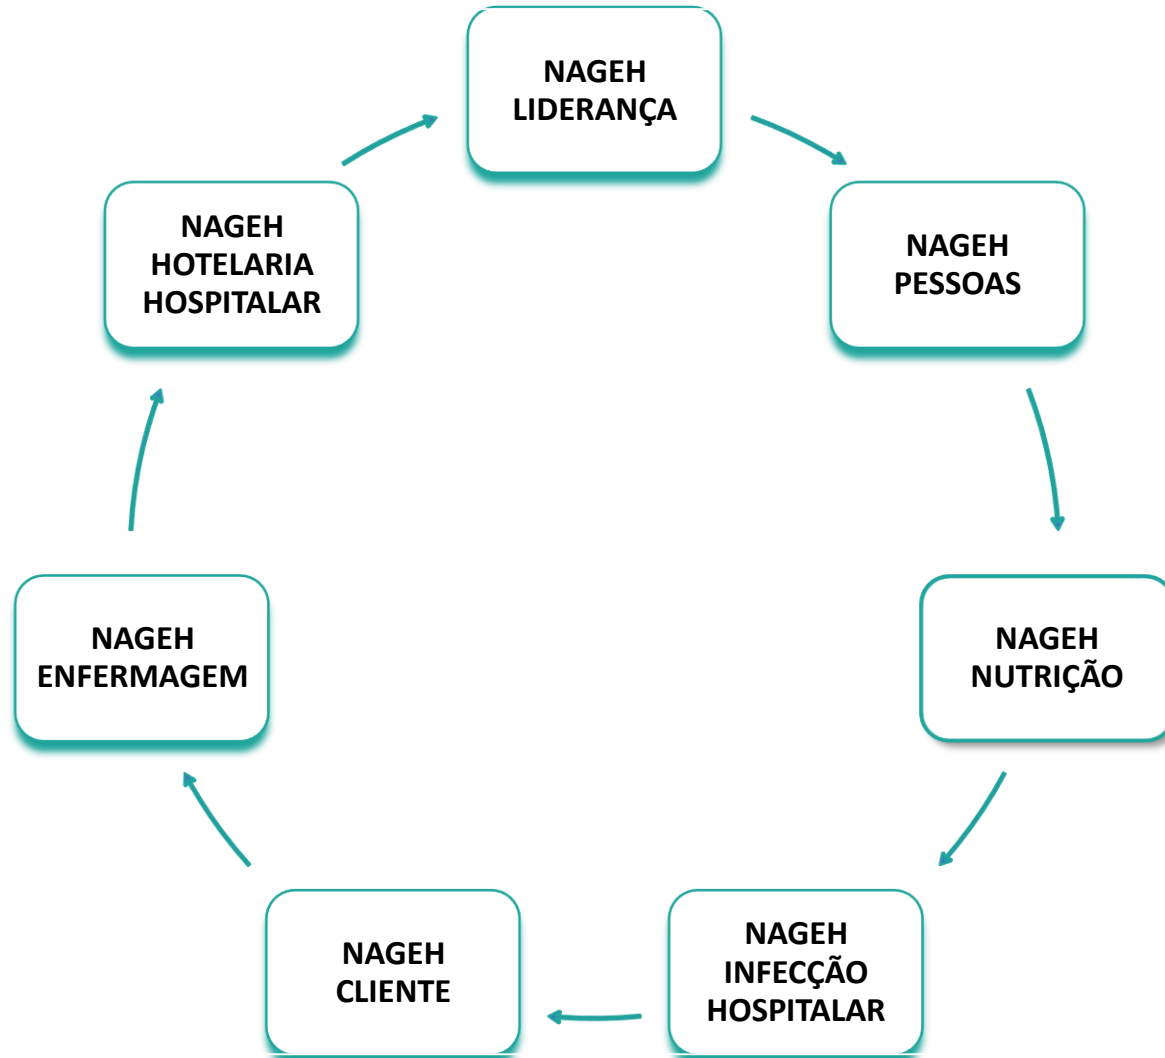 NAGEH
LIDERANÇA
NAGEH
PESSOAS
NAGEH
NUTRIÇÃO
NAGEH
INFECÇÃO
HOSPITALAR
NAGEH
CLIENTE
NAGEH
ENFERMAGEM
NAGEH
HOTELARIA
HOSPITALAR